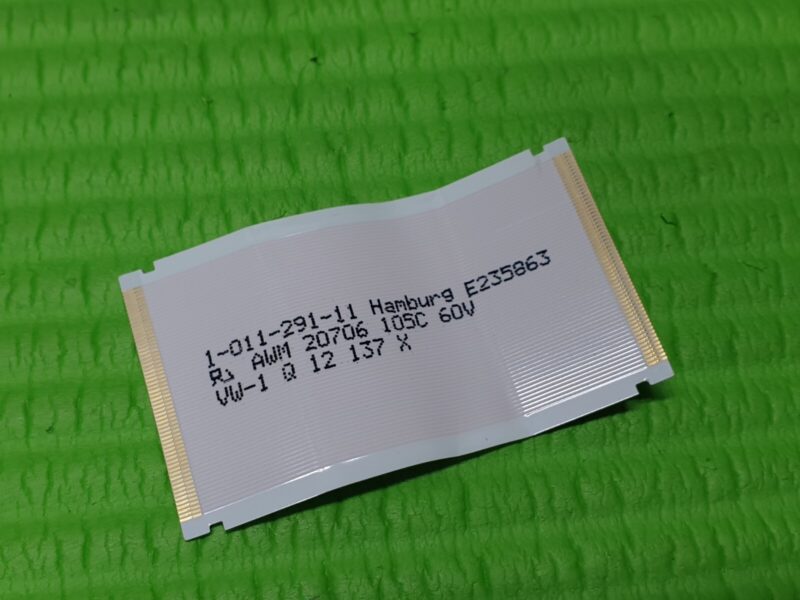 1-011-291-11 Hamburg E235863
AWM 20706 105C 60V
VW-1 Q 12 137 X